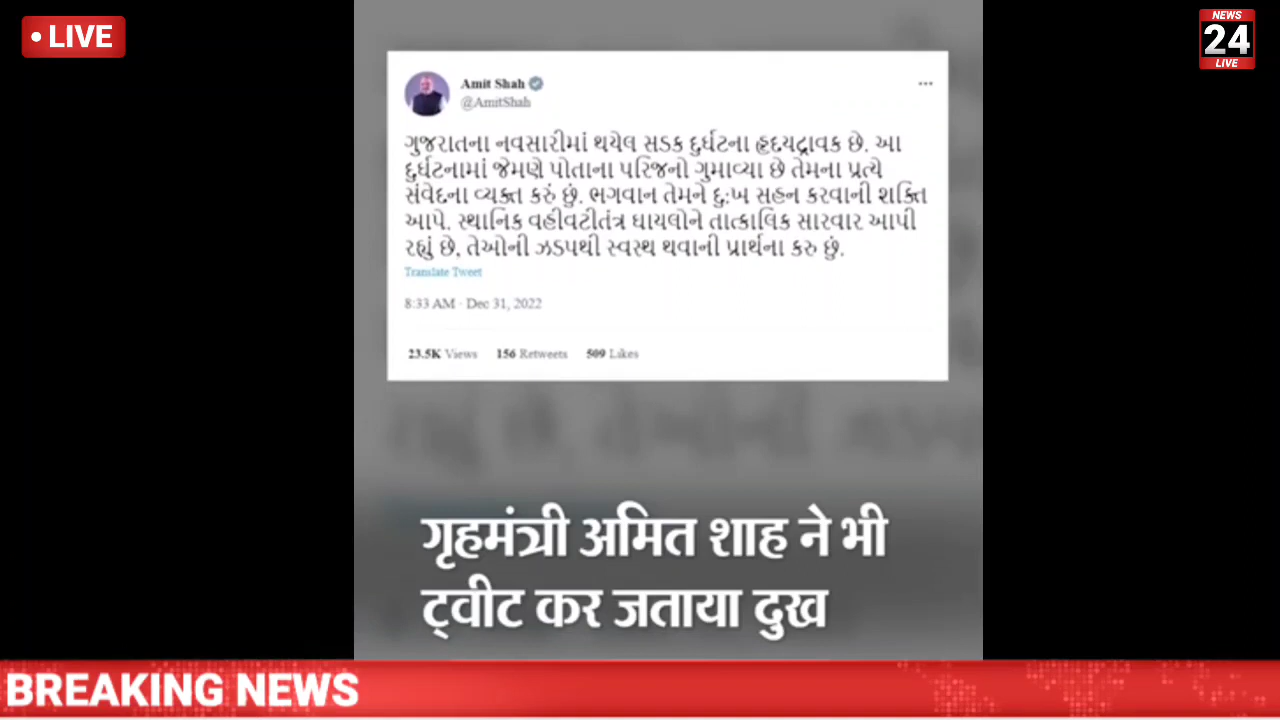 LIVE
NEWS
24
LIVE
Amit Shah
@AmitShah
ગુજરાતના નવસારીમાં થયેલ સડક દુર્ઘટના હૃદયદ્રાવક છે. આ
દુર્ઘટનામાં જેમણે પોતાના પરિજનો ગુમાવ્યા છે તેમના પ્રત્યે
સંવેદના વ્યક્ત કરું છું. ભગવાન તેમને દુ:ખ સહન કરવાની શક્તિ
આપે. સ્થાનિક વહીવટીતંત્ર ઘાયલોને તાત્કાલિક સારવાર આપી
રહ્યું છે, તેઓની ઝડપથી સ્વસ્થ થવાની પ્રાર્થના કરુ છું.
Translate Tweet
8:33 AM · Dec 31, 2022
23.5K Views 156 Retweets 509 Likes
गृहमंत्री अमित शाह ने भी
ट्वीट कर जताया दुख
BREAKING NEWS